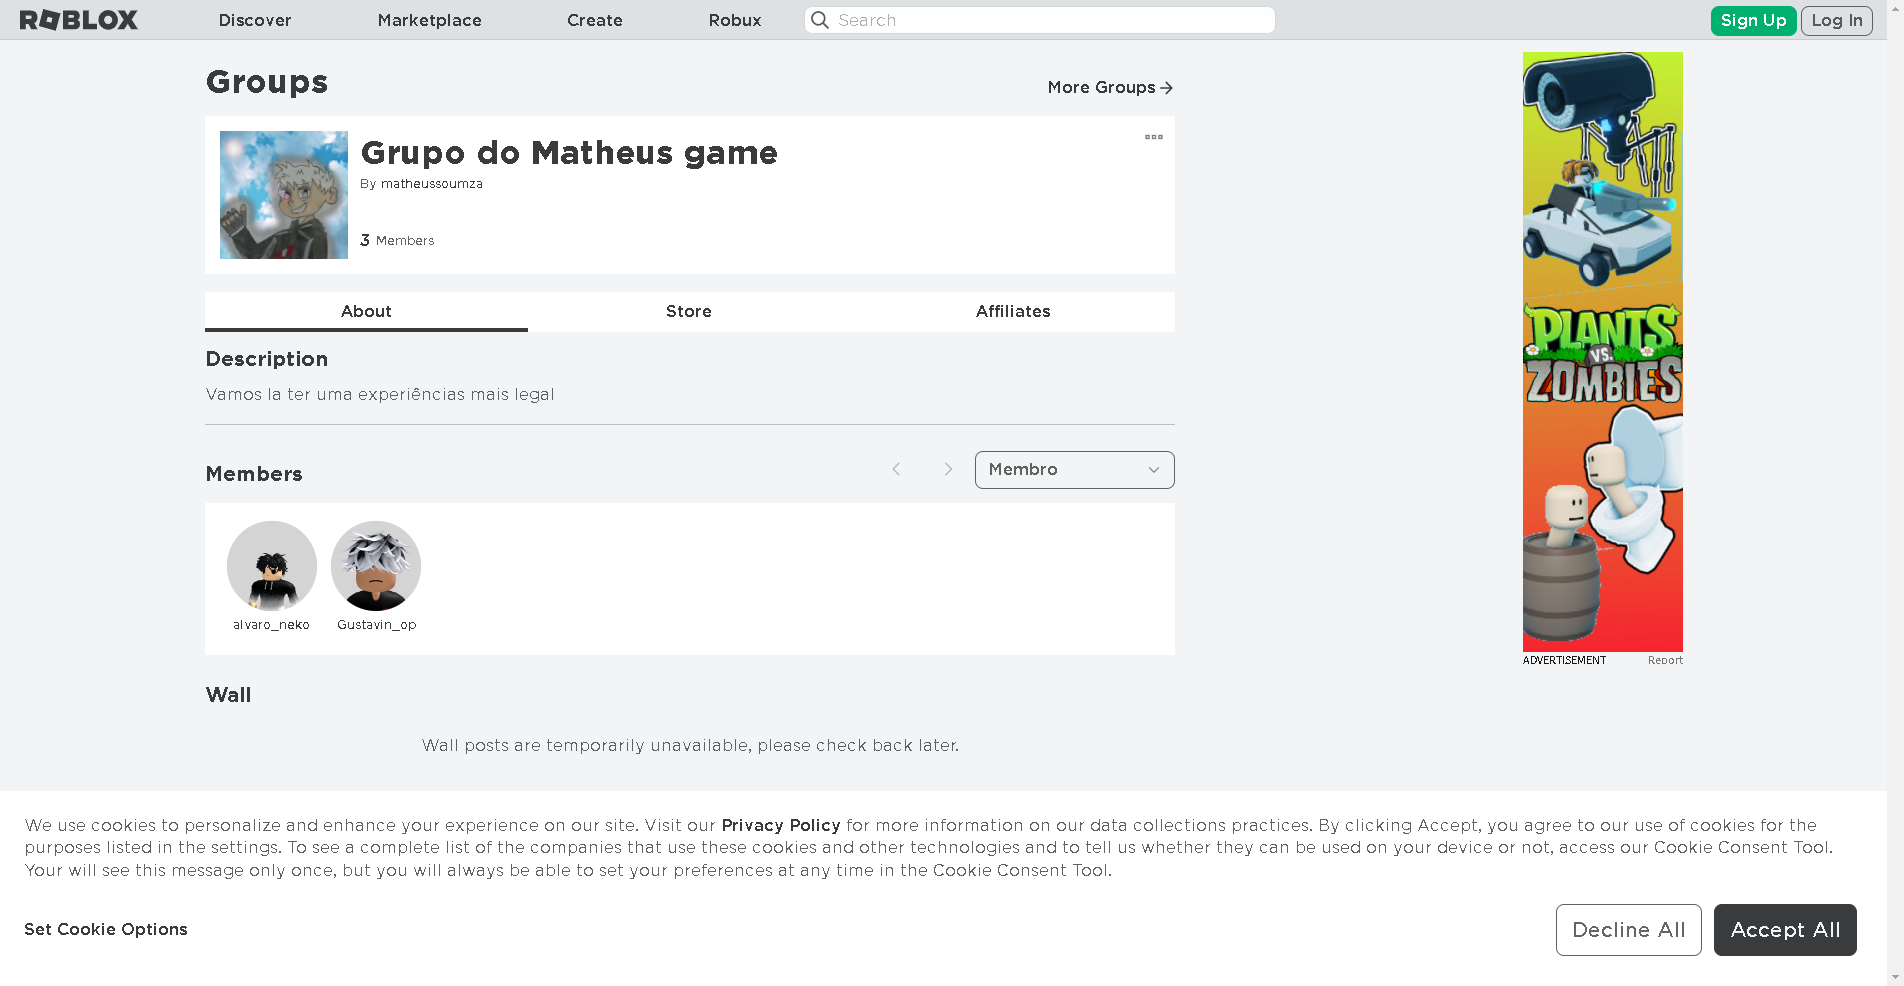 ROBLOX
Discover
Marketplace
Create
Robux
Search
Sign Up
Log In
Groups
More Groups
Grupo do Matheus game
By matheussoumza
3 Members
About
Store
Affiliates
Description
Vamos la ter uma experiências mais legal
Members
Membro
alvaro_neko
Gustavin_op
Wall
Wall posts are temporarily unavailable, please check back later.
PLANTS
VS.
ZOMBIES
ADVERTISEMENT
Report
We use cookies to personalize and enhance your experience on our site. Visit our Privacy Policy for more information on our data collections practices. By clicking Accept, you agree to our use of cookies for the
purposes listed in the settings. To see a complete list of the companies that use these cookies and other technologies and to tell us whether they can be used on your device or not, access our Cookie Consent Tool.
Your will see this message only once, but you will always be able to set your preferences at any time in the Cookie Consent Tool.
Set Cookie Options
Decline All
Accept All